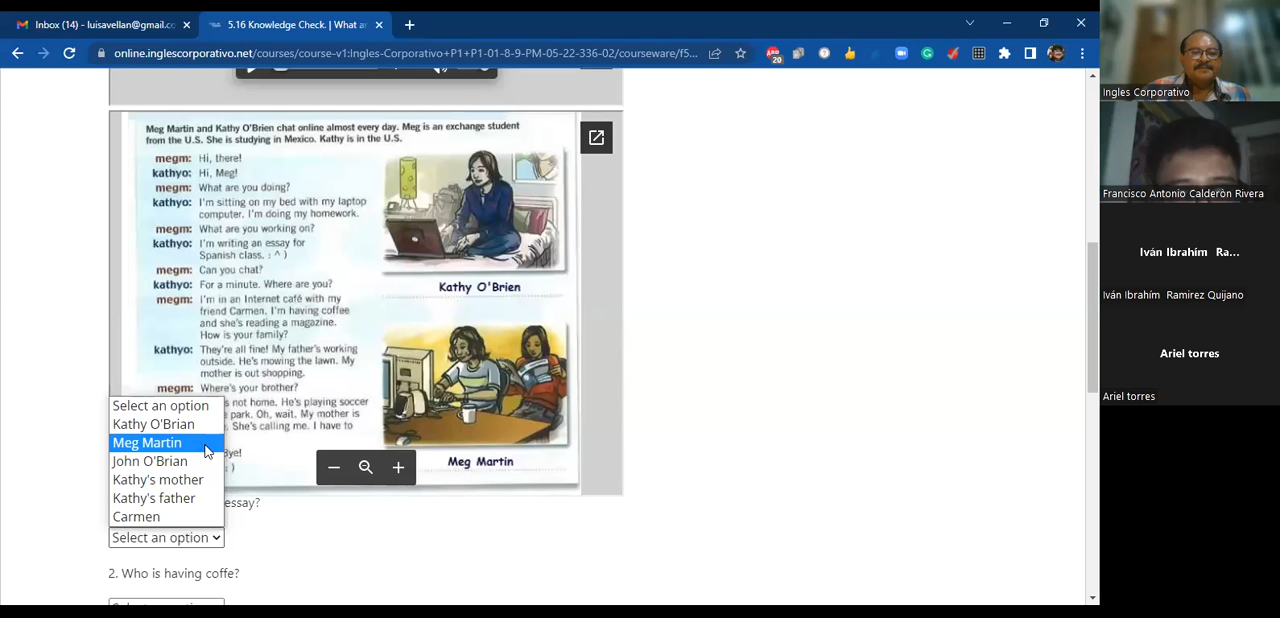 Inbox (14) - luisavellan@gmail.cc
5.16 Knowledge Check. | What a
online.inglescorporativo.net/courses/course-v1:Ingles-Corporativo+P1+P1-01-8-9-PM-05-22-336-02/courseware/f5...
20
Meg Martin and Kathy O'Brien chat online almost every day. Meg is an exchange student
from the U.S. She is studying in Mexico. Kathy is in the U.S.
megm: Hi, there!
kathyo: Hi, Meg!
megm: What are you doing?
kathyo: I'm sitting on my bed with my laptop
computer. I'm doing my homework.
megm: What are you working on?
kathyo: I'm writing an essay for
Spanish class. : ^ )
megm: Can you chat?
kathyo: For a minute. Where are you?
megm: I'm in an Internet café with my
friend Carmen. I'm having coffee
and she's reading a magazine.
How is your family?
kathyo: They're all fine! My father's working
outside. He's mowing the lawn. My
mother is out shopping.
megm: Where's your brother?
not home. He's playing soccer
park. Oh, wait. My mother is
She's calling me. I have to
Bye!
: )
Kathy O'Brien
Meg Martin
Select an option
Kathy O'Brian
Meg Martin
John O'Brian
Kathy's mother
Kathy's father
Carmen
essay?
Select an option
2. Who is having coffe?
Ingles Corporativo
Francisco Antonio Calderòn Rivera
Iván Ibrahím Ra...
Iván Ibrahím Ramirez Quijano
Ariel torres
Ariel torres